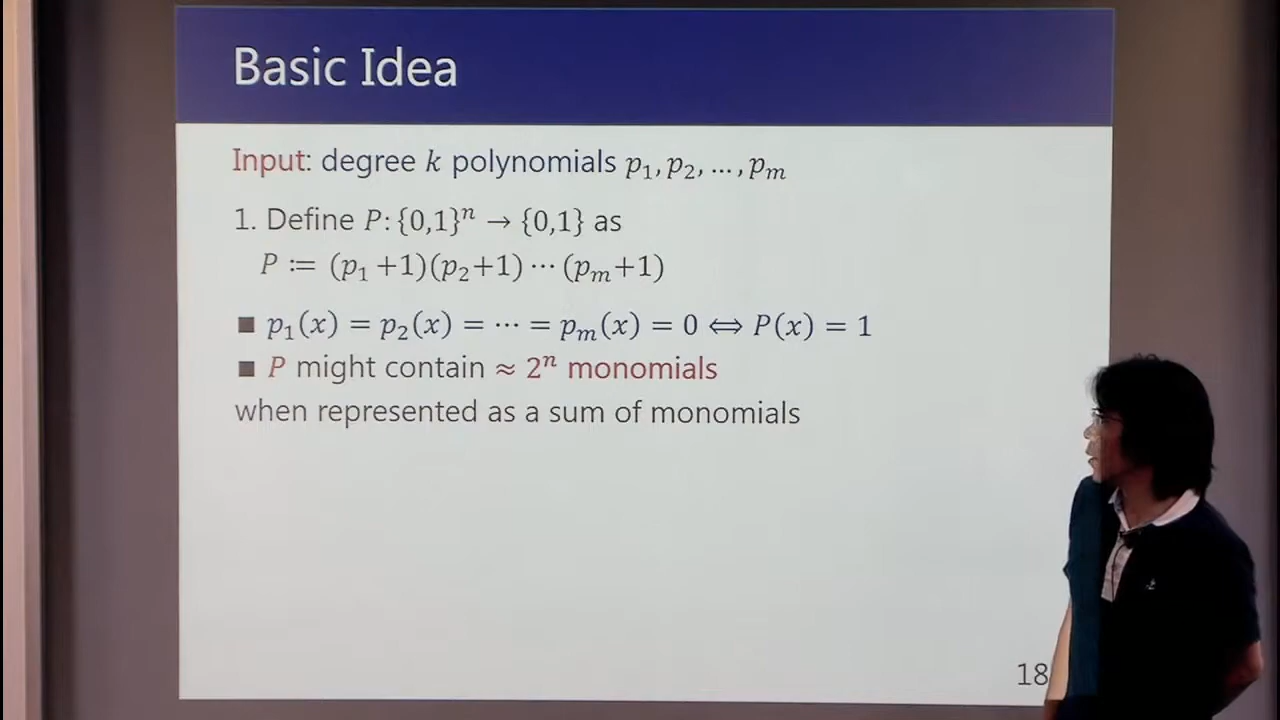 Basic Idea
Input: degree k polynomials p₁, p₂, …, pₘ
1. Define P: {0,1}ⁿ → {0,1} as
P ≔ (p₁ +1)(p₂+1) ⋯ (pₘ+1)
■ p₁(x) = p₂(x) = ⋯ = pₘ(x) = 0 ⇔ P(x) = 1
■ P might contain ≈ 2ⁿ monomials
when represented as a sum of monomials
18